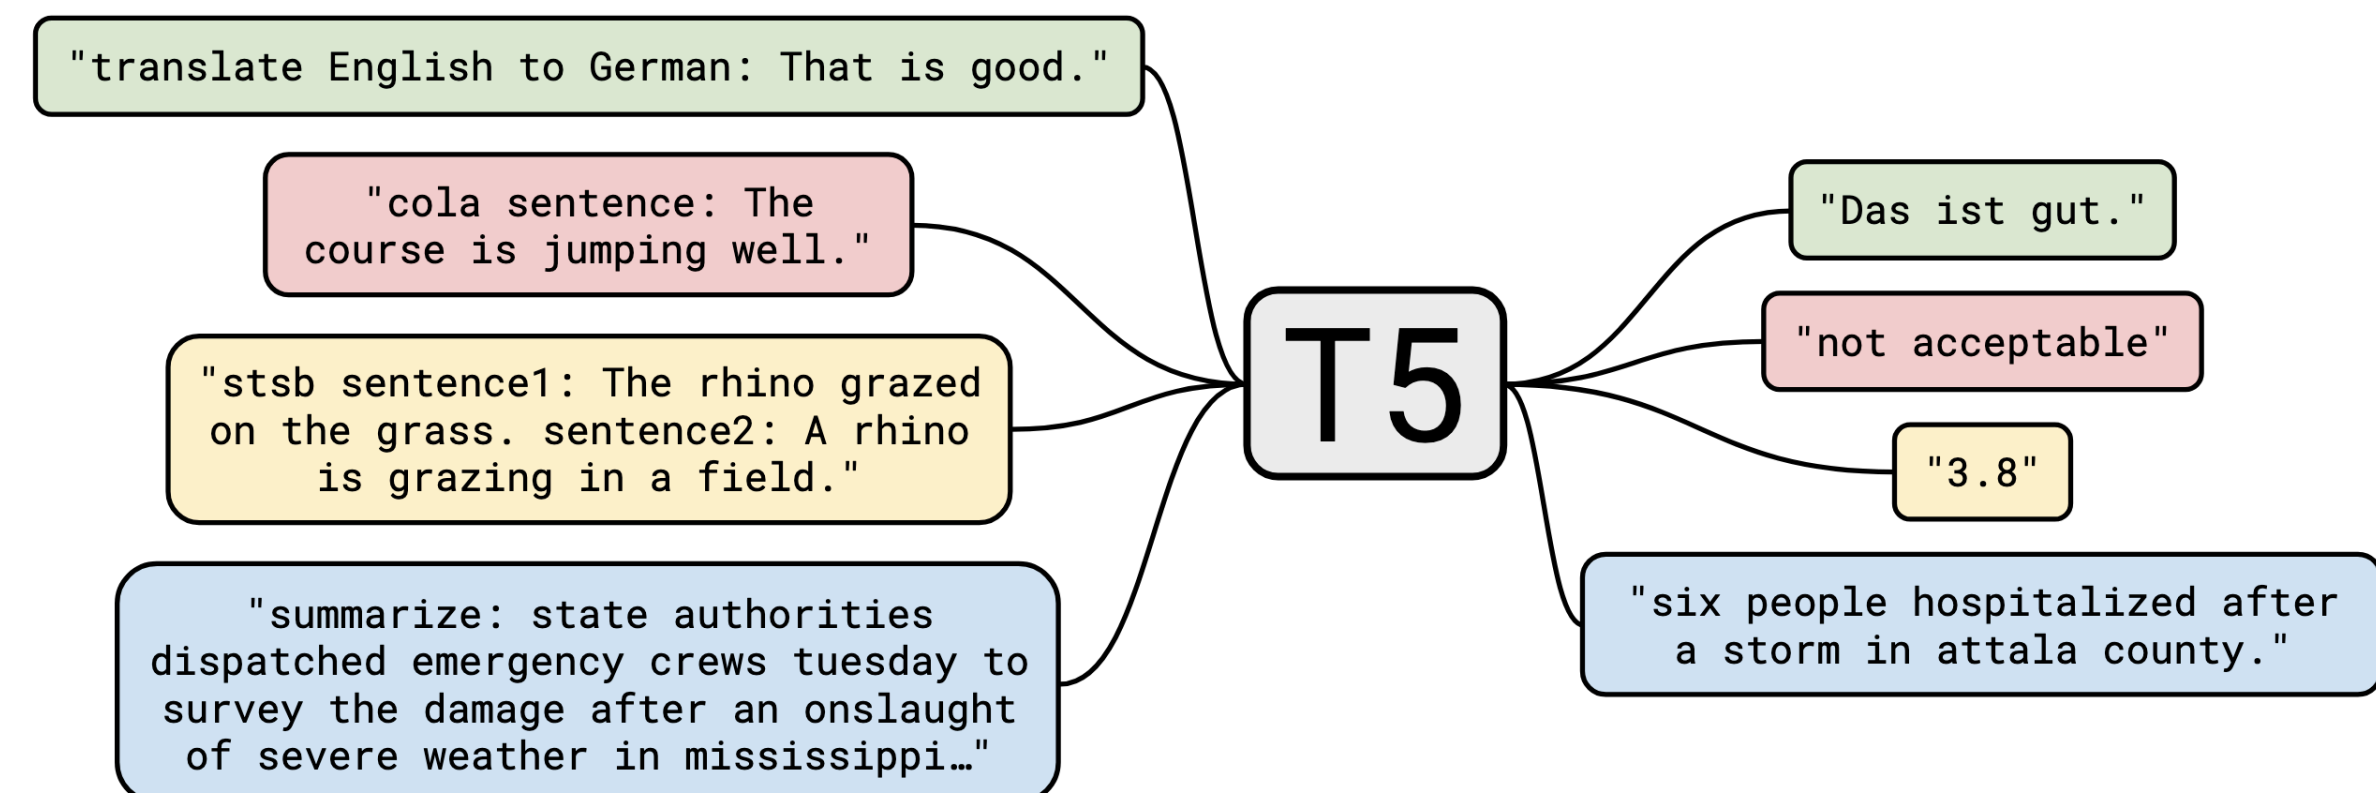 "translate English to German: That is good."
"cola sentence: The
course is jumping well."
"stsb sentence1: The rhino grazed
on the grass. sentence2: A rhino
is grazing in a field."
"summarize: state authorities
dispatched emergency crews tuesday to
survey the damage after an onslaught
of severe weather in mississippi…"
T5
"Das ist gut."
"not acceptable"
"3.8"
"six people hospitalized after
a storm in attala county."